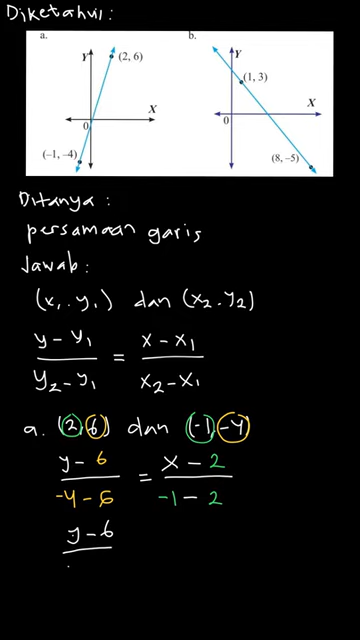 Diketahui:
a. b.
Y (2, 6) Y (1, 3)
X X
0 0
(−1, −4) (8, −5)
Ditanya:
persamaan garis
Jawab:
(x₁, y₁) dan (x₂, y₂)
y − y₁ / y₂ − y₁ = x − x₁ / x₂ − x₁
a. (2, 6) dan (−1, −4)
y − 6 / −4 − 6 = x − 2 / −1 − 2
y − 6